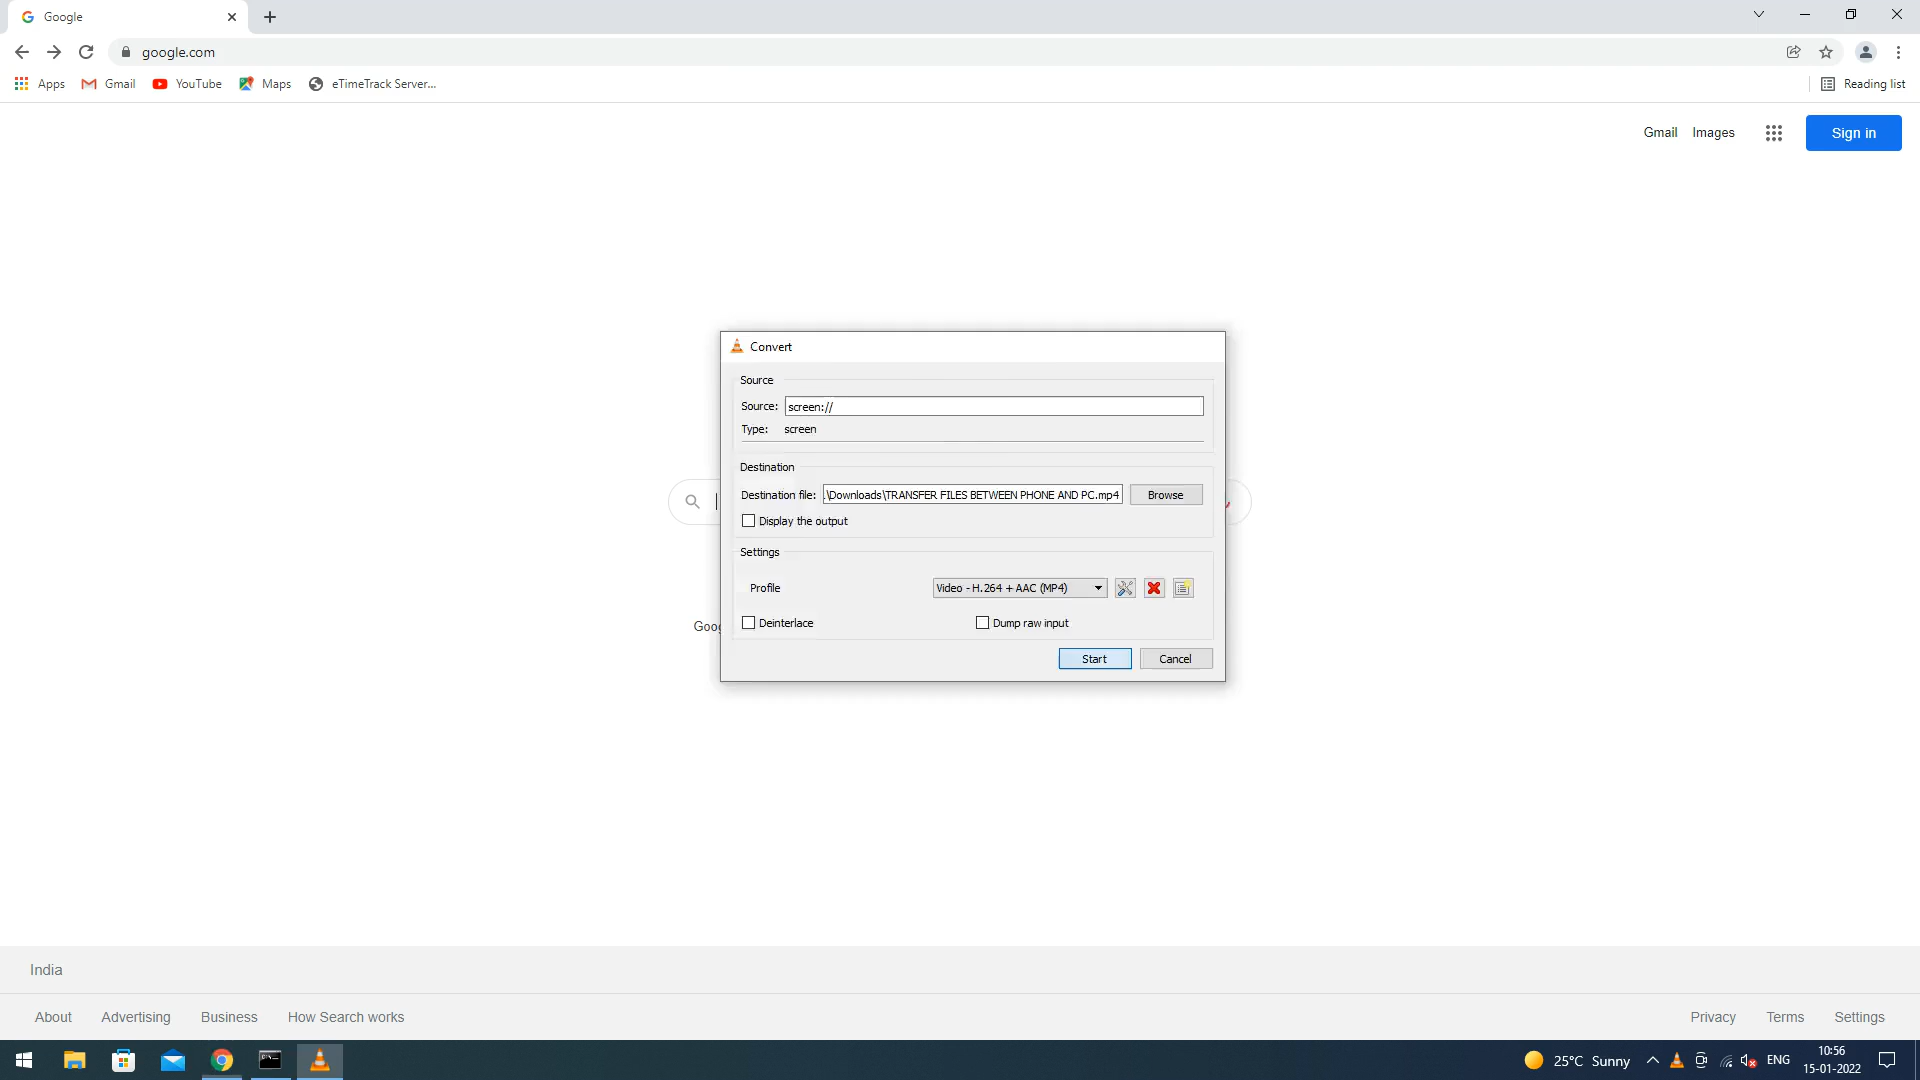 Google
google.com
Apps Gmail YouTube Maps eTimeTrack Server... Reading list
Gmail Images Sign in
Convert
Source
Source: screen://
Type: screen
Destination
Destination file: .\Downloads\TRANSFER FILES BETWEEN PHONE AND PC.mp4 Browse
Display the output
Settings
Profile Video - H.264 + AAC (MP4)
Deinterlace Dump raw input
Goog
Start Cancel
India
About Advertising Business How Search works Privacy Terms Settings
25°C Sunny ENG 10:56
15-01-2022